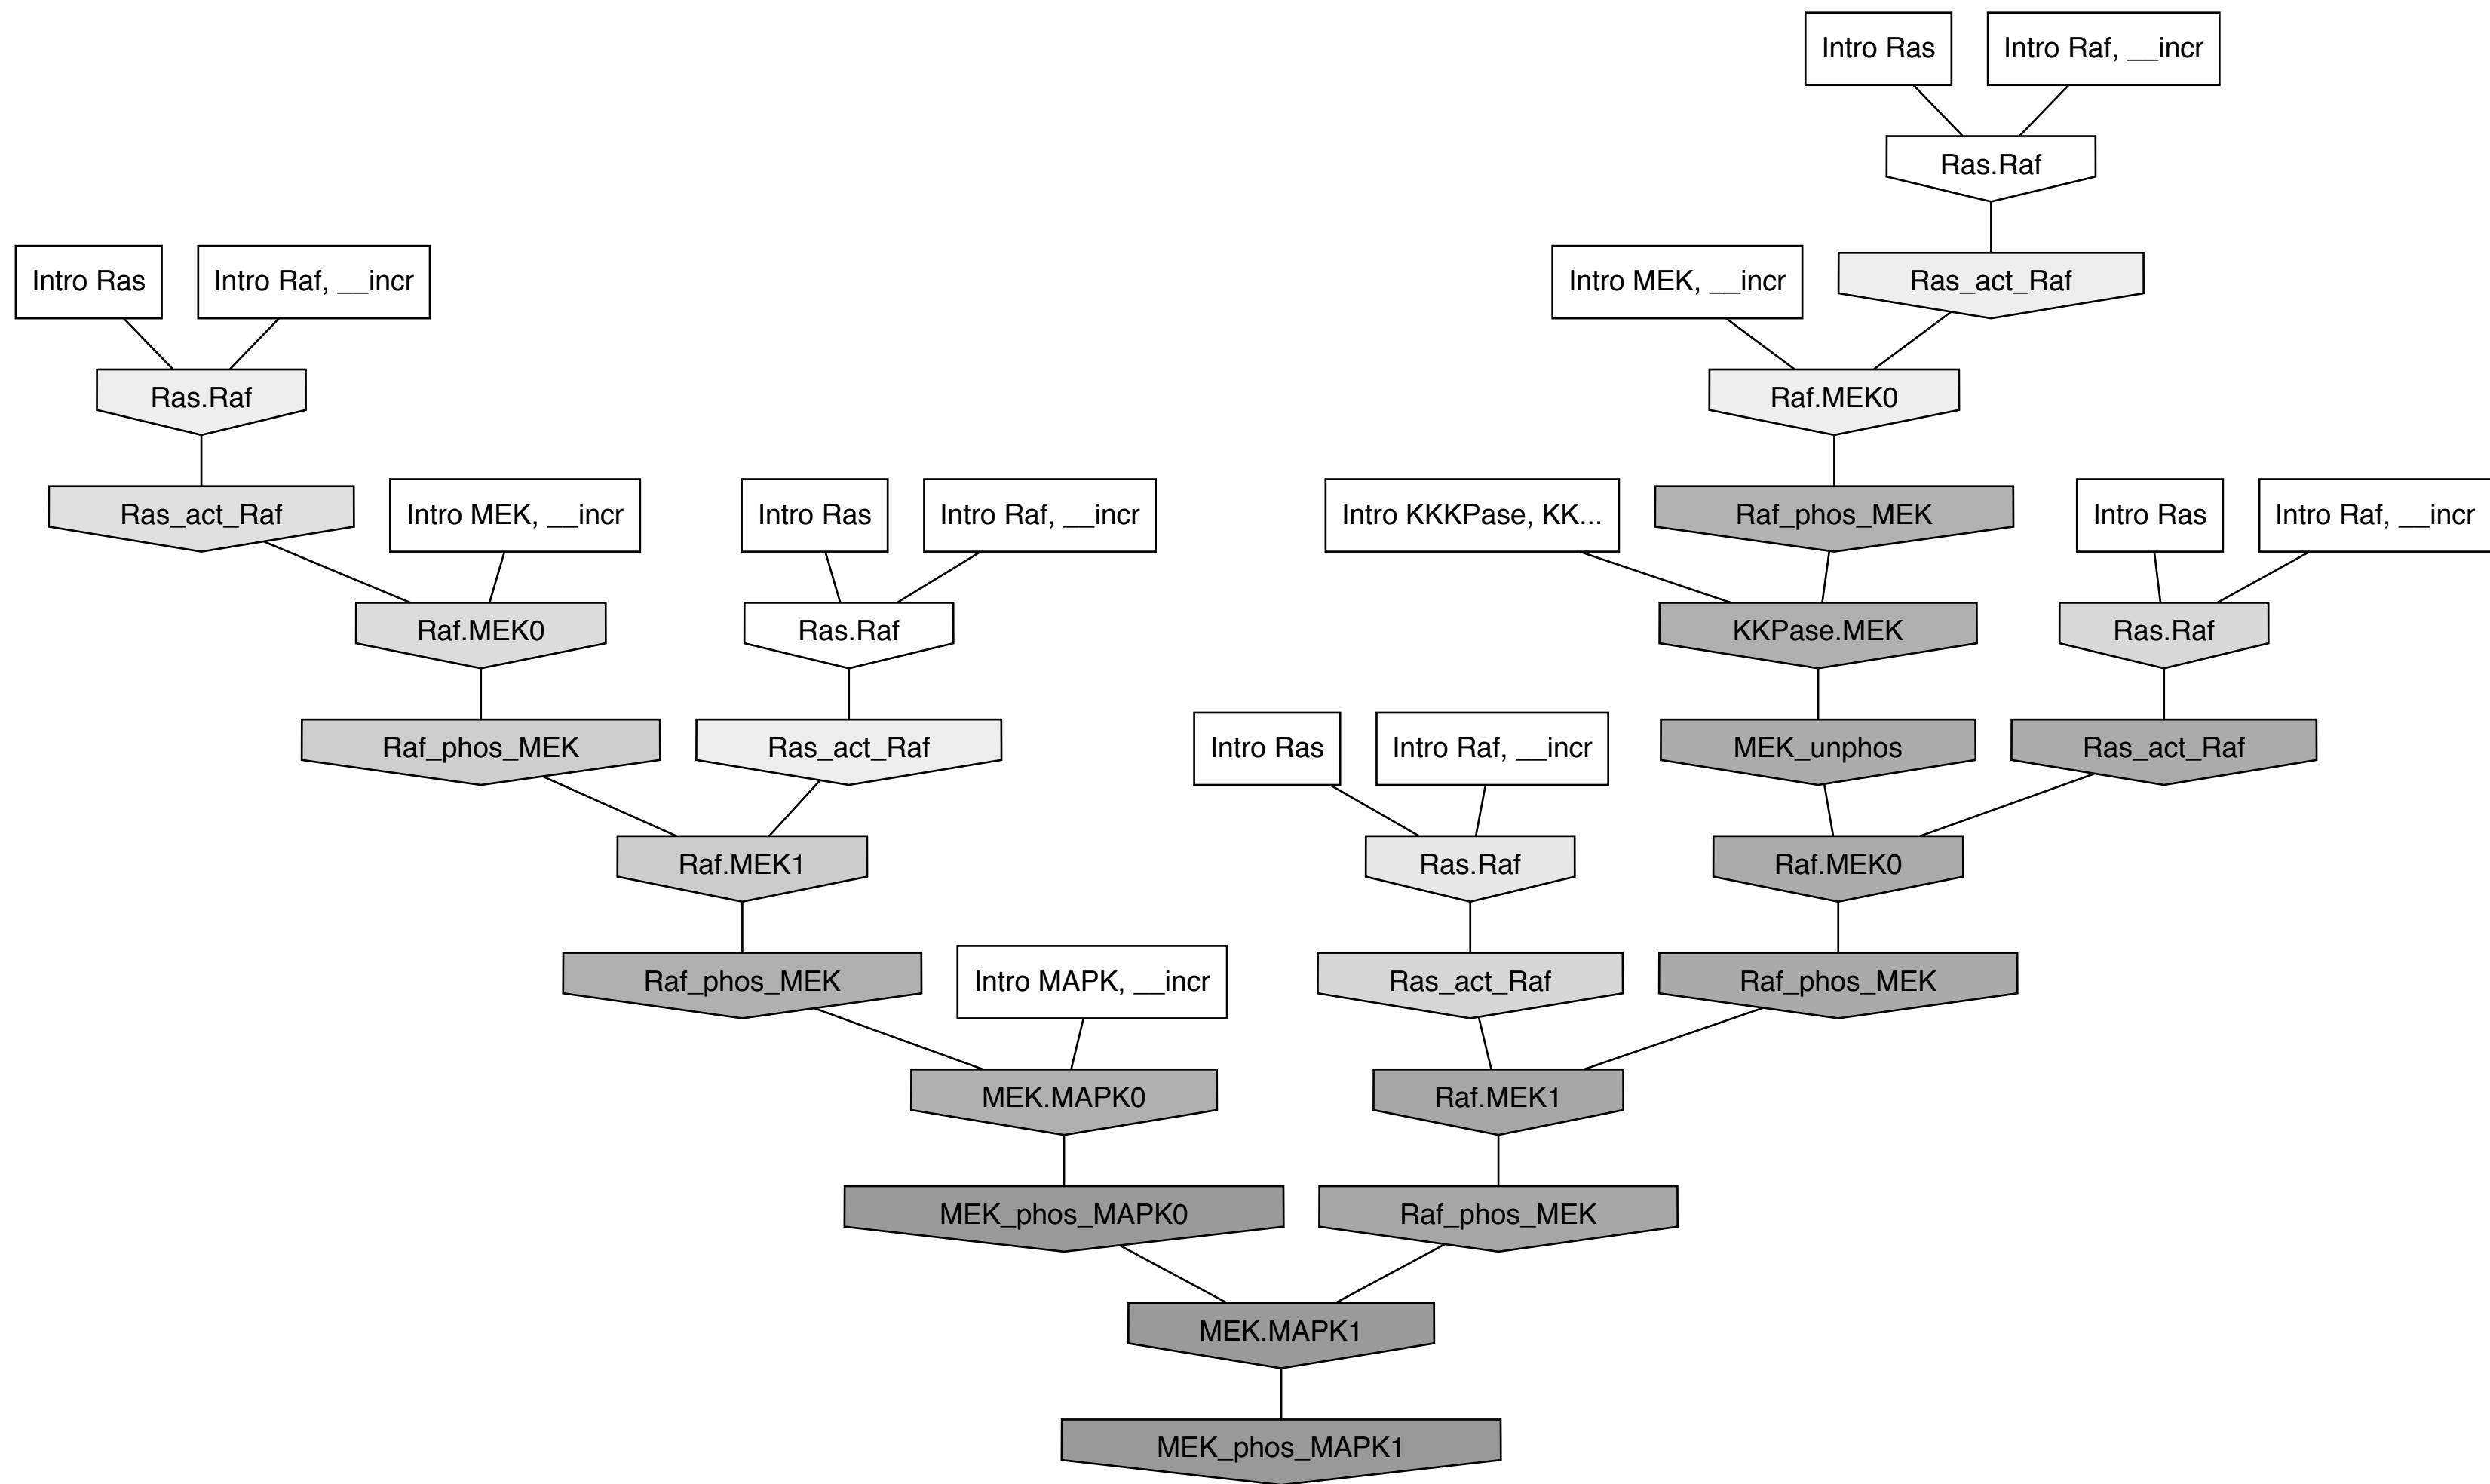 Intro Ras
Intro Raf, __incr
Ras.Raf
Intro Ras
Intro Raf, __incr
Intro MEK, __incr
Ras_act_Raf
Ras.Raf
Raf.MEK0
Ras_act_Raf
Intro MEK, __incr
Intro Ras
Intro Raf, __incr
Intro KKKPase, KK...
Raf_phos_MEK
Intro Ras
Intro Raf, __incr
Raf.MEK0
Ras.Raf
KKPase.MEK
Ras.Raf
Raf_phos_MEK
Ras_act_Raf
Intro Ras
Intro Raf, __incr
MEK_unphos
Ras_act_Raf
Raf.MEK1
Ras.Raf
Raf.MEK0
Raf_phos_MEK
Intro MAPK, __incr
Ras_act_Raf
Raf_phos_MEK
MEK.MAPK0
Raf.MEK1
MEK_phos_MAPK0
Raf_phos_MEK
MEK.MAPK1
MEK_phos_MAPK1